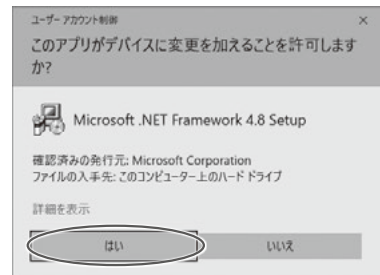 ユーザー アカウント制御
×
このアプリがデバイスに変更を加えることを許可します
か?
Microsoft .NET Framework 4.8 Setup
確認済みの発行元: Microsoft Corporation
ファイルの入手先: このコンピューター上のハード ドライブ
詳細を表示
はい
いいえ